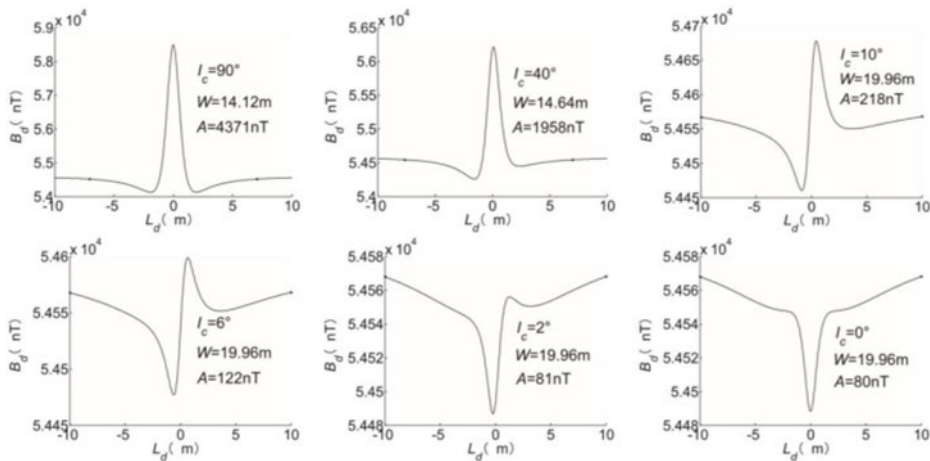 x 10⁴
5.9
5.8
5.7
5.6
5.5
5.4
B_d( nT)
-10 -5 0 5 10
L_d( m)
I_c=90°
W=14.12m
A=4371nT
x 10⁴
5.65
5.6
5.55
5.5
5.45
5.4
B_d( nT)
-10 -5 0 5 10
L_d( m)
I_c=40°
W=14.64m
A=1958nT
x 10⁴
5.47
5.465
5.46
5.455
5.445
B_d( nT)
-10 -5 0 5 10
L_d( m)
I_c=10°
W=19.96m
A=218nT
x 10⁴
5.46
5.455
5.45
5.445
B_d( nT)
-10 -5 0 5 10
L_d( m)
I_c=6°
W=19.96m
A=122nT
x 10⁴
5.458
5.456
5.454
5.452
5.45
5.448
B_d( nT)
-10 -5 0 5 10
L_d( m)
I_c=2°
W=19.96m
A=81nT
x 10⁴
5.458
5.456
5.454
5.452
5.45
5.448
B_d( nT)
-10 -5 0 5 10
L_d( m)
I_c=0°
W=19.96m
A=80nT